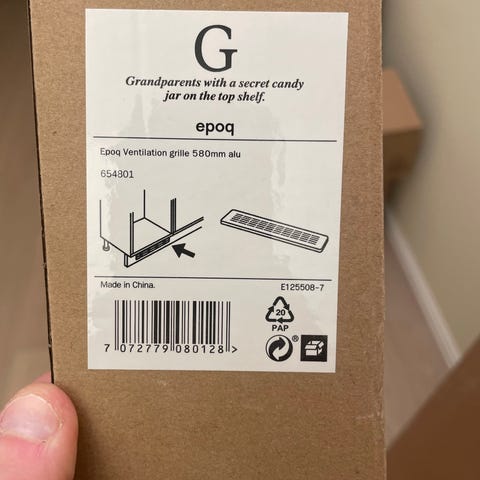 G
Grandparents with a secret candy
jar on the top shelf.
epoq
Epoq Ventilation grille 580mm alu
654801
Made in China.
E125508-7
20
PAP
7 072779 080128 >
®